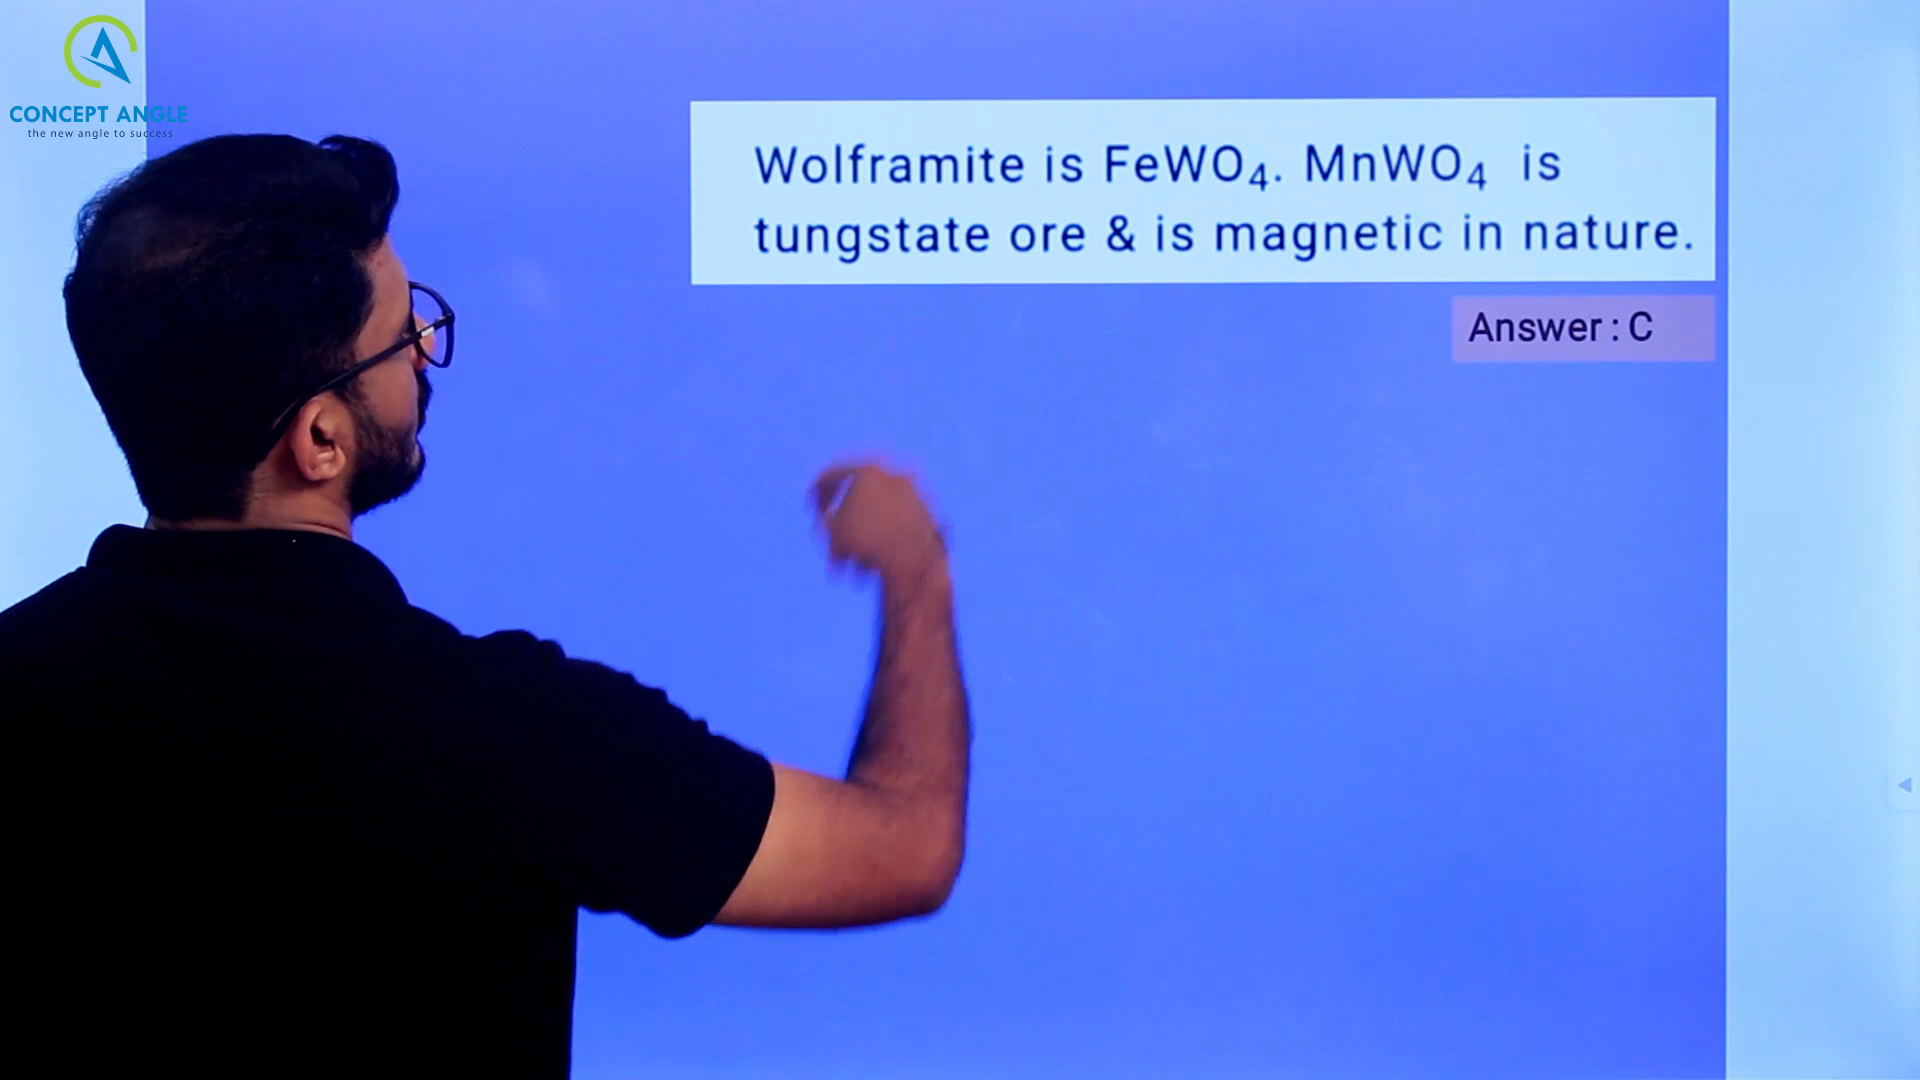 CONCEPT ANGLE
the new angle to success
Wolframite is FeWO₄. MnWO₄ is
tungstate ore & is magnetic in nature.
Answer : C